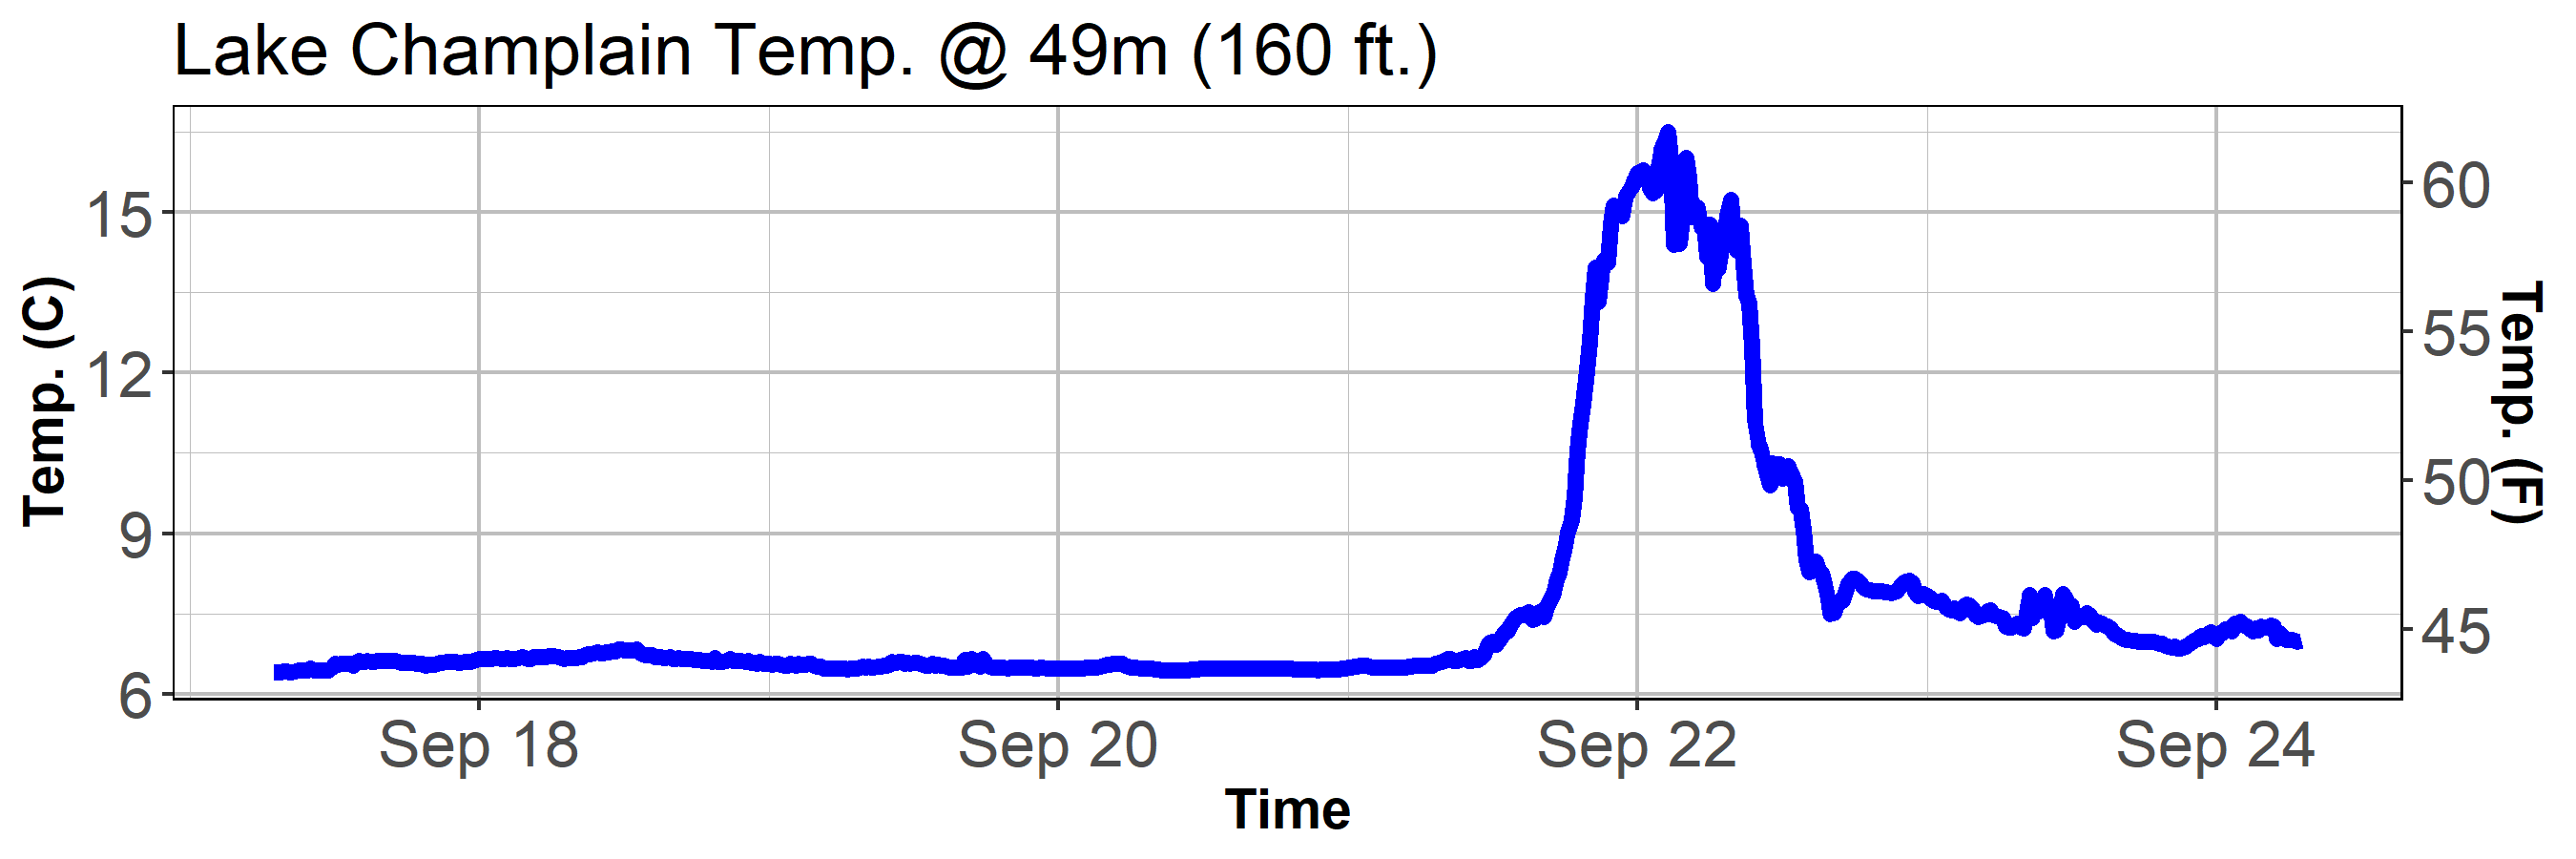 Lake Champlain Temp. @ 49m (160 ft.)
Temp. (C)
15
12
9
6
60
55
50
45
Temp. (F)
Sep 18
Sep 20
Sep 22
Sep 24
Time